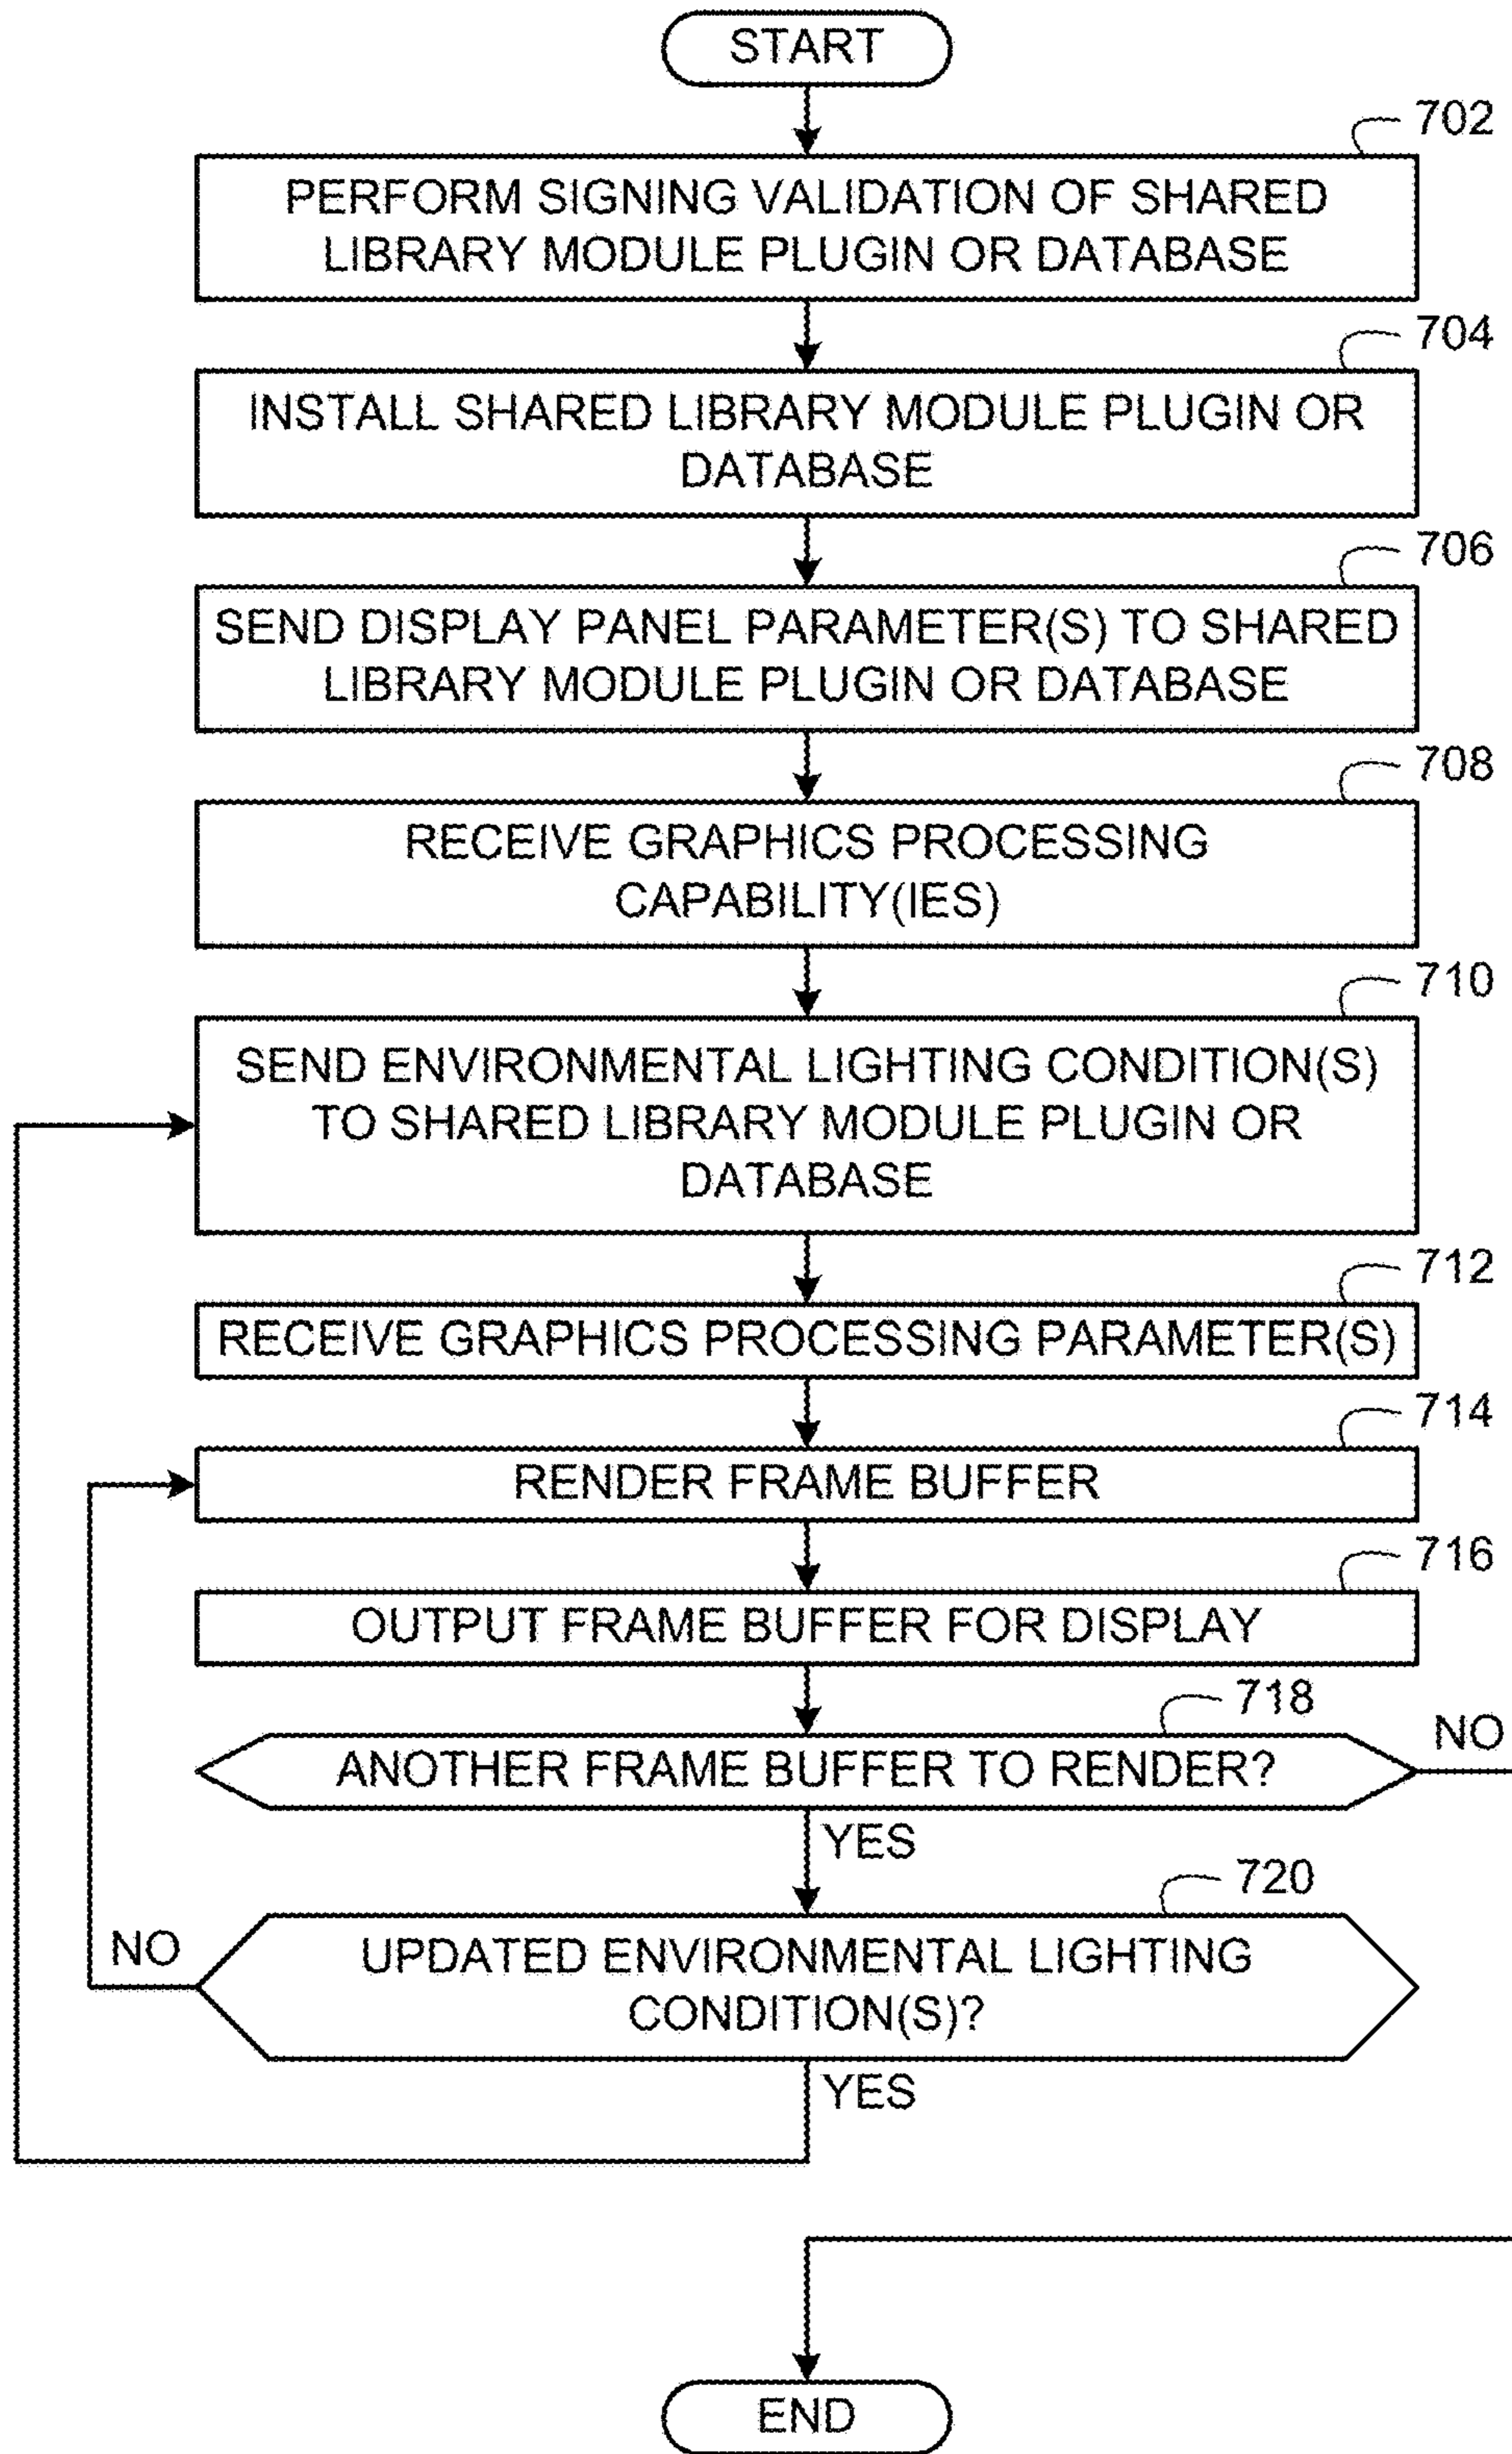 START
702
PERFORM SIGNING VALIDATION OF SHARED
LIBRARY MODULE PLUGIN OR DATABASE
704
INSTALL SHARED LIBRARY MODULE PLUGIN OR
DATABASE
706
SEND DISPLAY PANEL PARAMETER(S) TO SHARED
LIBRARY MODULE PLUGIN OR DATABASE
708
RECEIVE GRAPHICS PROCESSING
CAPABILITY(IES)
710
SEND ENVIRONMENTAL LIGHTING CONDITION(S)
TO SHARED LIBRARY MODULE PLUGIN OR
DATABASE
712
RECEIVE GRAPHICS PROCESSING PARAMETER(S)
714
RENDER FRAME BUFFER
716
OUTPUT FRAME BUFFER FOR DISPLAY
718
ANOTHER FRAME BUFFER TO RENDER?
NO
YES
720
UPDATED ENVIRONMENTAL LIGHTING
CONDITION(S)?
NO
YES
END